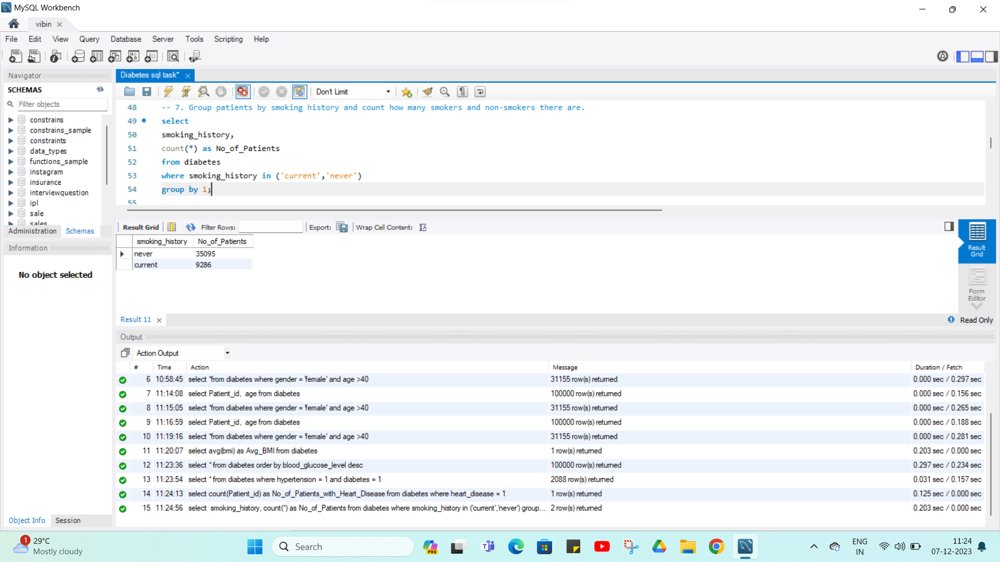 MySQL Workbench
vibin
File Edit View Query Database Server Tools Scripting Help
Navigator
SCHEMAS
Filter objects
constrains
constrains_sample
constraints
data_types
functions_sample
instagram
insurance
interviewquestion
ipl
sale
sales
Administration Schemas
Information
No object selected
Object Info Session
Diabetes sql task*
Don't Limit
48 -- 7. Group patients by smoking history and count how many smokers and non-smokers there are.
49 select
50 smoking_history,
51 count(*) as No_of_Patients
52 from diabetes
53 where smoking_history in ('current','never')
54 group by 1;
55
Result Grid Filter Rows: Export: Wrap Cell Content:
smoking_history No_of_Patients
never 35095
current 9286
Result Grid
Form Editor
Result 11
Read Only
Output
Action Output
# Time Action Message Duration / Fetch
6 10:58:45 select *from diabetes where gender = 'female' and age >40 31155 row(s) returned 0.000 sec / 0.297 sec
7 11:14:08 select Patient_id, age from diabetes 100000 row(s) returned 0.000 sec / 0.156 sec
8 11:15:05 select *from diabetes where gender = 'female' and age >40 31155 row(s) returned 0.000 sec / 0.265 sec
9 11:16:59 select Patient_id, age from diabetes 100000 row(s) returned 0.000 sec / 0.188 sec
10 11:19:16 select *from diabetes where gender = 'female' and age >40 31155 row(s) returned 0.000 sec / 0.281 sec
11 11:20:07 select avg(bmi) as Avg_BMI from diabetes 1 row(s) returned 0.203 sec / 0.000 sec
12 11:23:36 select * from diabetes order by blood_glucose_level desc 100000 row(s) returned 0.297 sec / 0.234 sec
13 11:23:54 select * from diabetes where hypertension = 1 and diabetes = 1 2088 row(s) returned 0.031 sec / 0.157 sec
14 11:24:13 select count(Patient_id) as No_of_Patients_with_Heart_Disease from diabetes where heart_disease = 1 1 row(s) returned 0.125 sec / 0.000 sec
15 11:24:56 select smoking_history, count(*) as No_of_Patients from diabetes where smoking_history in ('current','never') group... 2 row(s) returned 0.203 sec / 0.000 sec
1
29°C
Mostly cloudy
Search
PRE
ENG
IN
11:24
07-12-2023